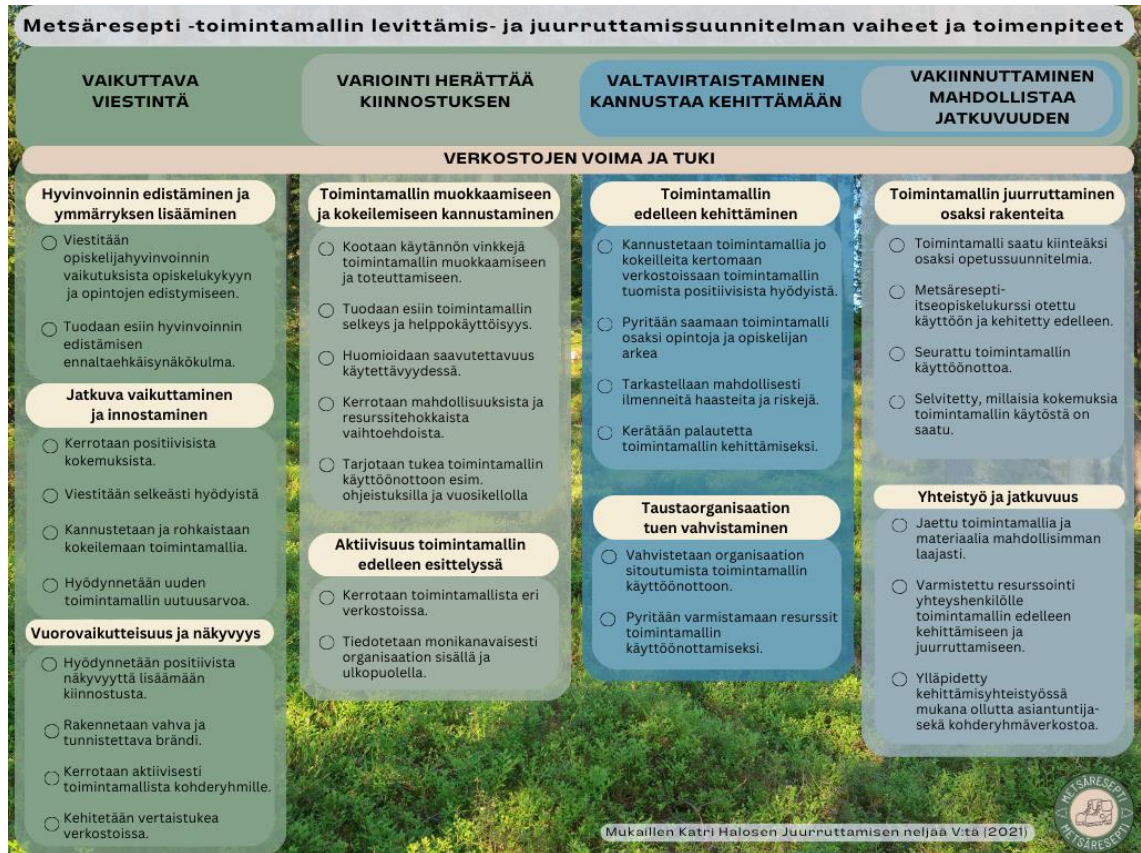 Metsäresepti -toimintamallin levittämis- ja juurruttamissuunnitelman vaiheet ja toimenpiteet
VAIKUTTAVA
VIESTINTÄ
VARIOINTI HERÄTTÄÄ
KIINNOSTUKSEN
VALTAVIRTAISTAMINEN
KANNUSTAA KEHITTÄMÄÄN
VAKIINNUTTAMINEN
MAHDOLLISTAA
JATKUVUUDEN
VERKOSTOJEN VOIMA JA TUKI
Hyvinvoinnin edistäminen ja
ymmärryksen lisääminen
Viestitään
opiskelijahyvinvoinnin
vaikutuksista opiskelukykyyn
ja opintojen edistymiseen.
Tuodaan esiin hyvinvoinnin
edistämisen
ennaltaehkäisynäkökulma.
Jatkuva vaikuttaminen
ja innostaminen
Kerrotaan positiivisista
kokemuksista.
Viestitään selkeästi hyödyistä
Kannustetaan ja rohkaistaan
kokeilemaan toimintamallia.
Hyödynnetään uuden
toimintamallin uutuusarvoa.
Vuorovaikutteisuus ja näkyvyys
Hyödynnetään positiivista
näkyvyyttä lisäämään
kiinnostusta.
Rakennetaan vahva ja
tunnistettava brändi.
Kerrotaan aktiivisesti
toimintamallista kohderyhmille.
Kehitetään vertaistukea
verkostoissa.
Toimintamallin muokkaamiseen
ja kokeilemiseen kannustaminen
Kootaan käytännön vinkkejä
toimintamallin muokkaamiseen
ja toteuttamiseen.
Tuodaan esiin toimintamallin
selkeys ja helppokäyttöisyys.
Huomioidaan saavutettavuus
käytettävyydessä.
Kerrotaan mahdollisuuksista ja
resurssitehokkaista
vaihtoehdoista.
Tarjotaan tukea toimintamallin
käyttöönottoon esim.
ohjeistuksilla ja vuosikellolla
Aktiivisuus toimintamallin
edelleen esittelyssä
Kerrotaan toimintamallista eri
verkostoissa.
Tiedotetaan monikanavaisesti
organisaation sisällä ja
ulkopuolella.
Toimintamallin
edelleen kehittäminen
Kannustetaan toimintamallia jo
kokeilleita kertomaan
verkostoissaan toimintamallin
tuomista positiivisista hyödyistä.
Pyritään saamaan toimintamalli
osaksi opintoja ja opiskelijan
arkea
Tarkastellaan mahdollisesti
ilmenneitä haasteita ja riskejä.
Kerätään palautetta
toimintamallin kehittämiseksi.
Taustaorganisaation
tuen vahvistaminen
Vahvistetaan organisaation
sitoutumista toimintamallin
käyttöönottoon.
Pyritään varmistamaan resurssit
toimintamallin
käyttöönottamiseksi.
Toimintamallin juurruttaminen
osaksi rakenteita
Toimintamalli saatu kiinteäksi
osaksi opetussuunnitelmia.
Metsäresepti-
itseopiskelukurssi otettu
käyttöön ja kehitetty edelleen.
Seurattu toimintamallin
käyttöönottoa.
Selvitetty, millaisia kokemuksia
toimintamallin käytöstä on
saatu.
Yhteistyö ja jatkuvuus
Jaettu toimintamallia ja
materiaalia mahdollisimman
laajasti.
Varmistettu resurssointi
yhteyshenkilölle
toimintamallin edelleen
kehittämiseen ja
juurruttamiseen.
Ylläpidetty
kehittämisyhteistyössä
mukana ollutta asiantuntija-
sekä kohderyhmäverkostoa.
Mukaillen Katri Halosen Juurruttamisen neljää V:tä (2021)
METSÄRESEPTI
METSÄRESEPTI